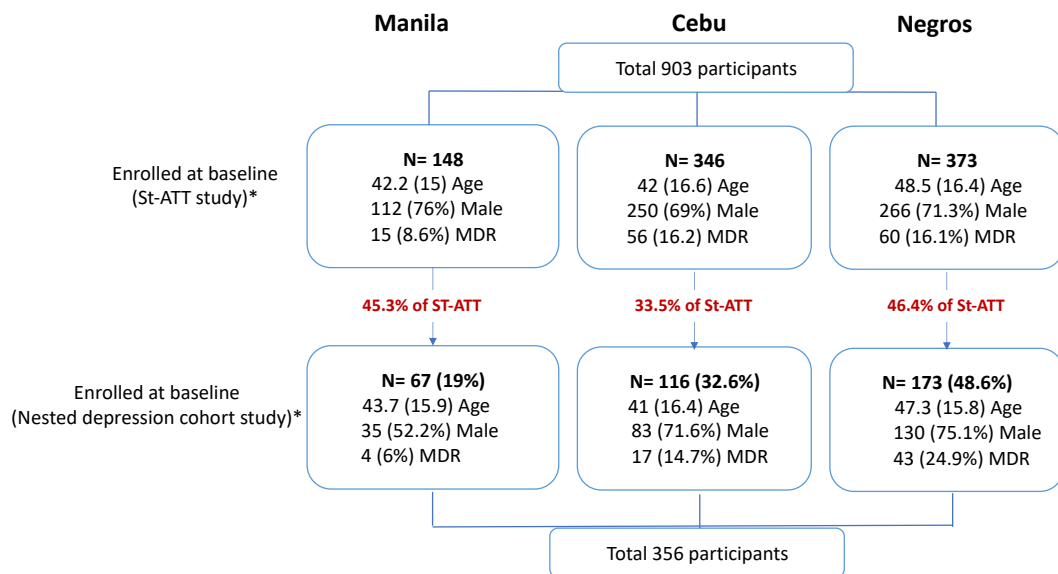 Manila
Cebu
Negros
Total 903 participants
Enrolled at baseline
(St-ATT study)*
N= 148
42.2 (15) Age
112 (76%) Male
15 (8.6%) MDR
N= 346
42 (16.6) Age
250 (69%) Male
56 (16.2) MDR
N= 373
48.5 (16.4) Age
266 (71.3%) Male
60 (16.1%) MDR
45.3% of ST-ATT
33.5% of St-ATT
46.4% of St-ATT
Enrolled at baseline
(Nested depression cohort study)*
N= 67 (19%)
43.7 (15.9) Age
35 (52.2%) Male
4 (6%) MDR
N= 116 (32.6%)
41 (16.4) Age
83 (71.6%) Male
17 (14.7%) MDR
N= 173 (48.6%)
47.3 (15.8) Age
130 (75.1%) Male
43 (24.9%) MDR
Total 356 participants